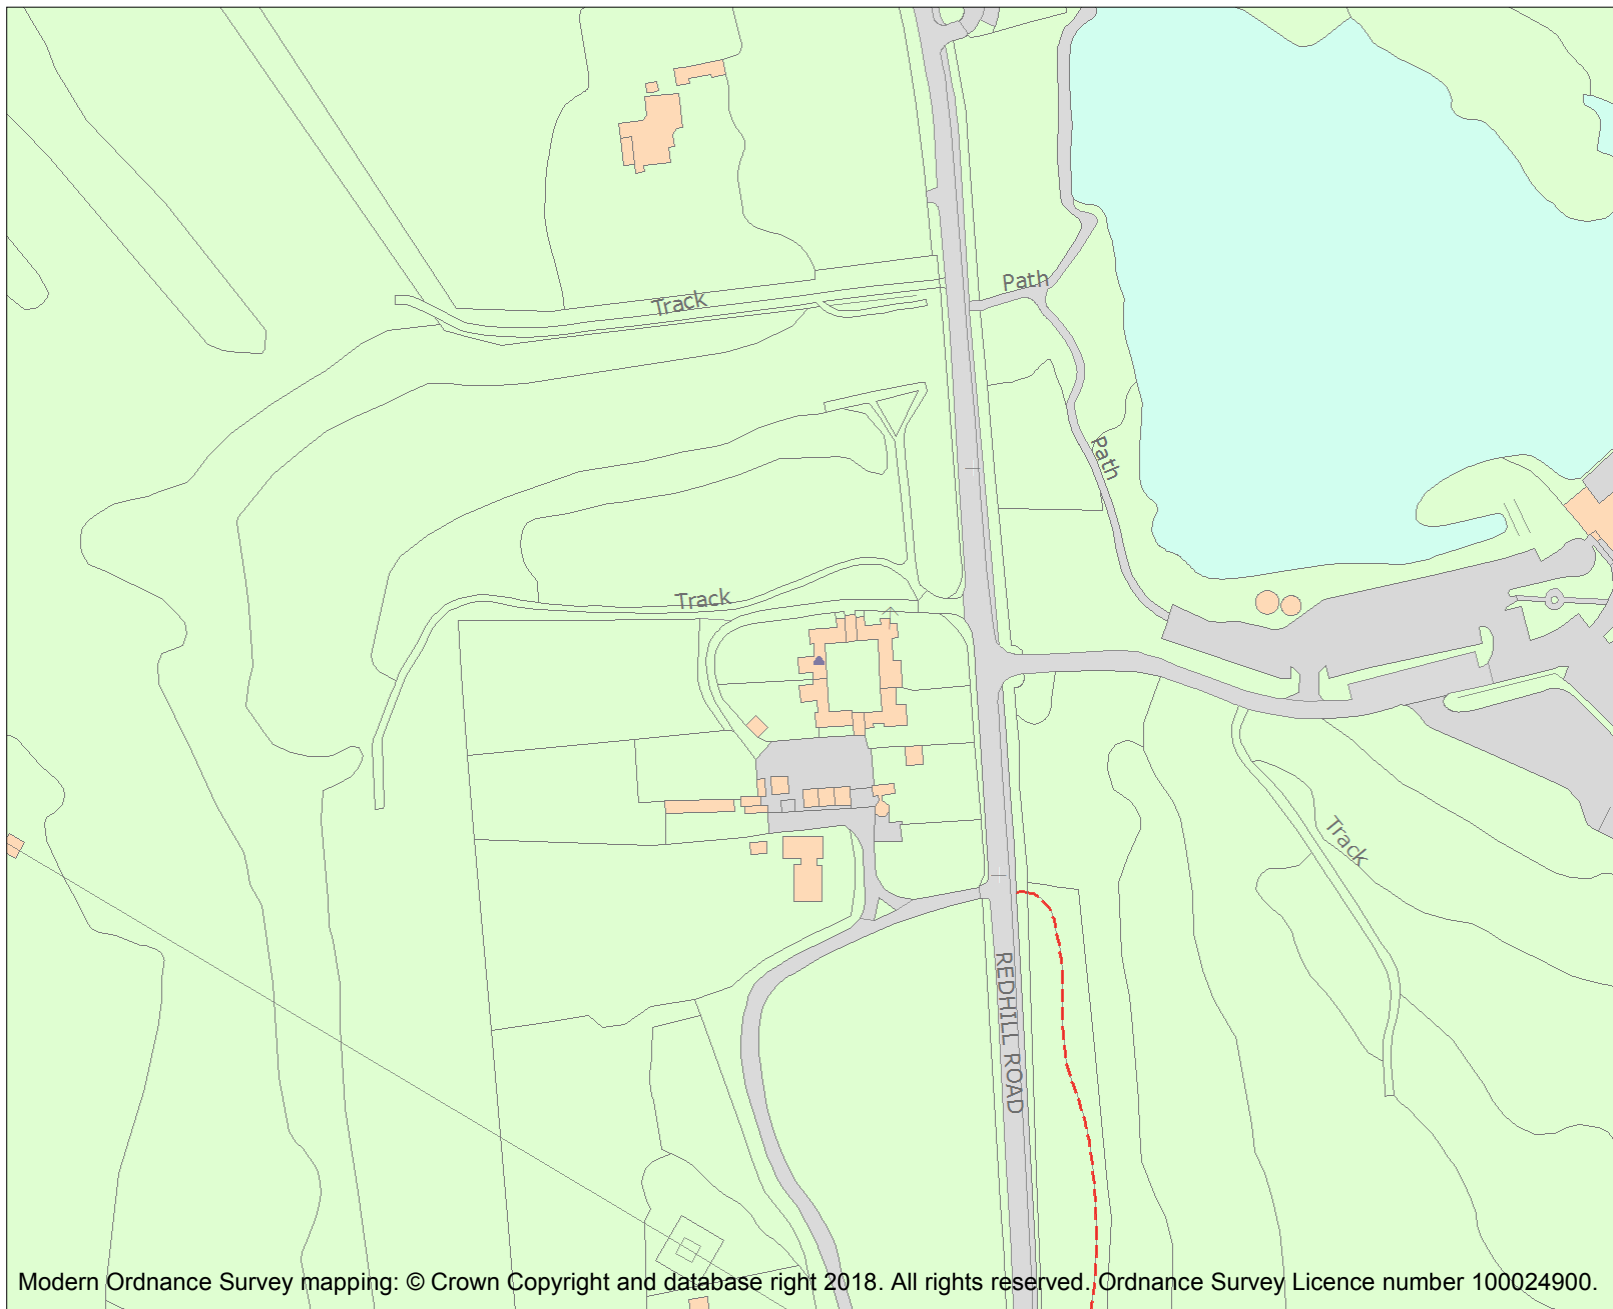 Path
Track
Path
Track
Track
REDHILL ROAD
Modern Ordnance Survey mapping: © Crown Copyright and database right 2018. All rights reserved. Ordnance Survey Licence number 100024900.